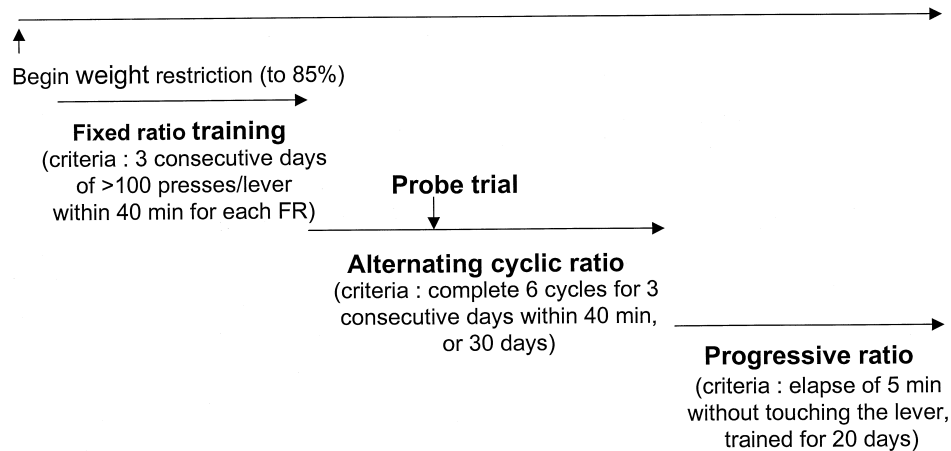 Begin weight restriction (to 85%)
Fixed ratio training
(criteria : 3 consecutive days
of >100 presses/lever
within 40 min for each FR)
Probe trial
Alternating cyclic ratio
(criteria : complete 6 cycles for 3
consecutive days within 40 min,
or 30 days)
Progressive ratio
(criteria : elapse of 5 min
without touching the lever,
trained for 20 days)